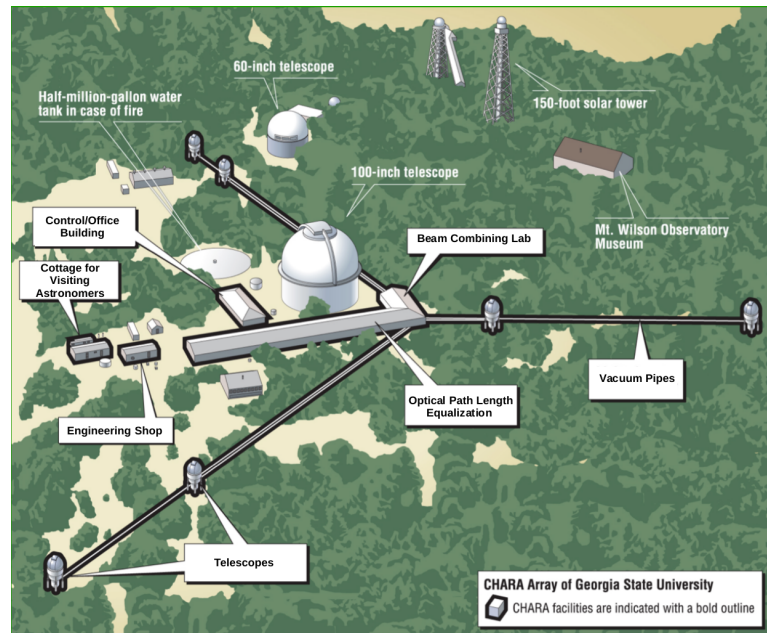 60-inch telescope
Half-million-gallon water
tank in case of fire
150-foot solar tower
100-inch telescope
Mt. Wilson Observatory
Museum
Control/Office
Building
Beam Combining Lab
Cottage for
Visiting
Astronomers
Vacuum Pipes
Optical Path Length
Equalization
Engineering Shop
Telescopes
CHARA Array of Georgia State University
CHARA facilities are indicated with a bold outline